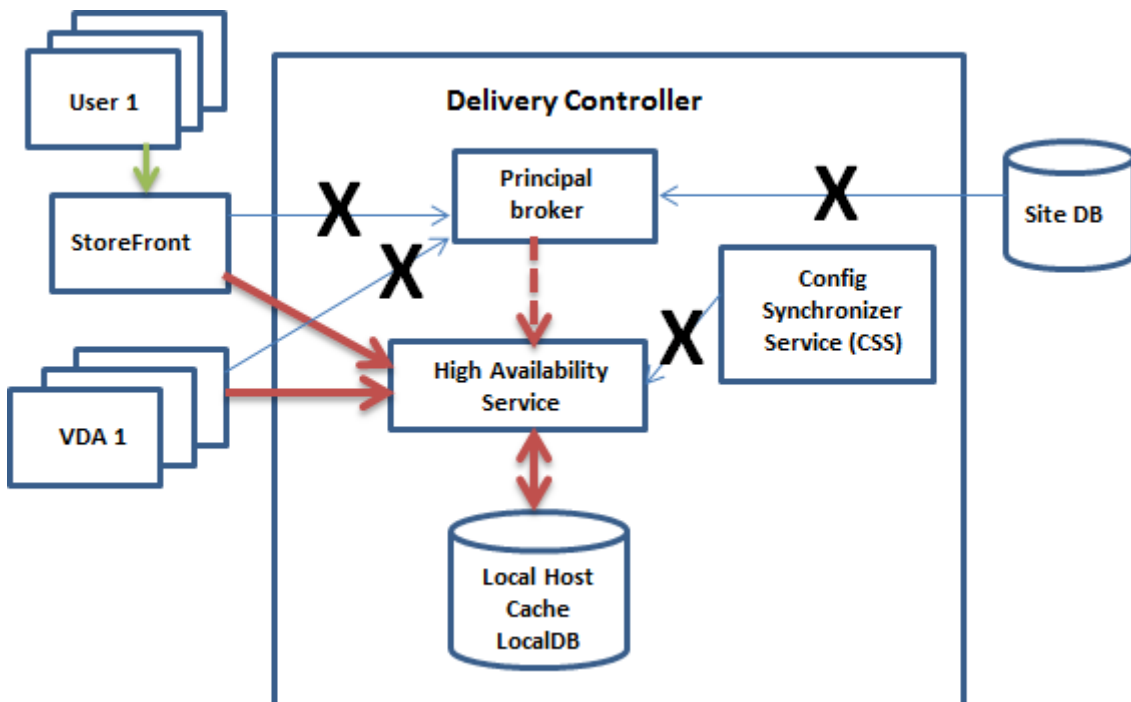 User 1
Delivery Controller
Principal
broker
X
X
StoreFront
Site DB
X
Config
Synchronizer
Service (CSS)
X
High Availability
Service
VDA 1
Local Host
Cache
LocalDB